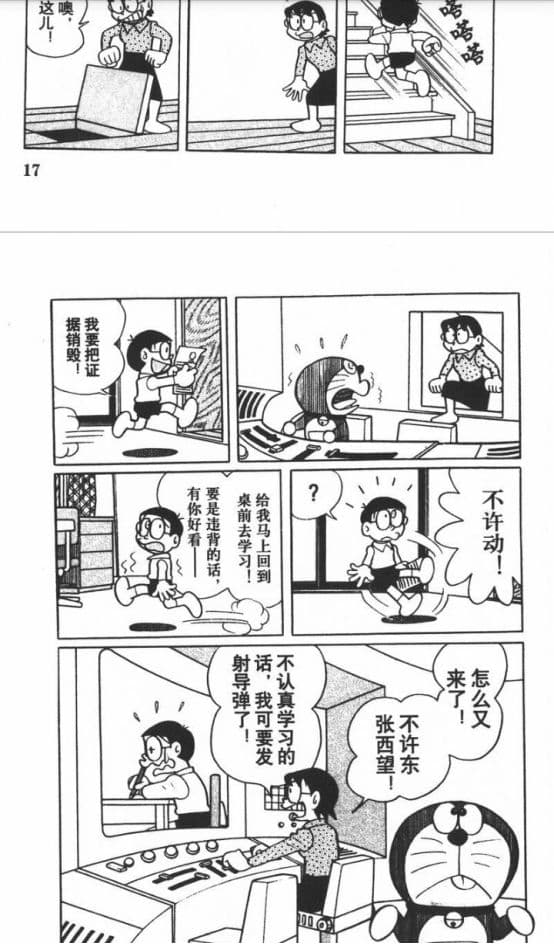 噢，
这儿！
嗒嗒嗒
17
我要把证
据销毁！
不许动！
？
给我马上回到
桌前去学习！
要是违背的话，
有你好看——
怎么又
来了！
不许东
张西望！
不认真学习的
话，我可要发
射导弹了！